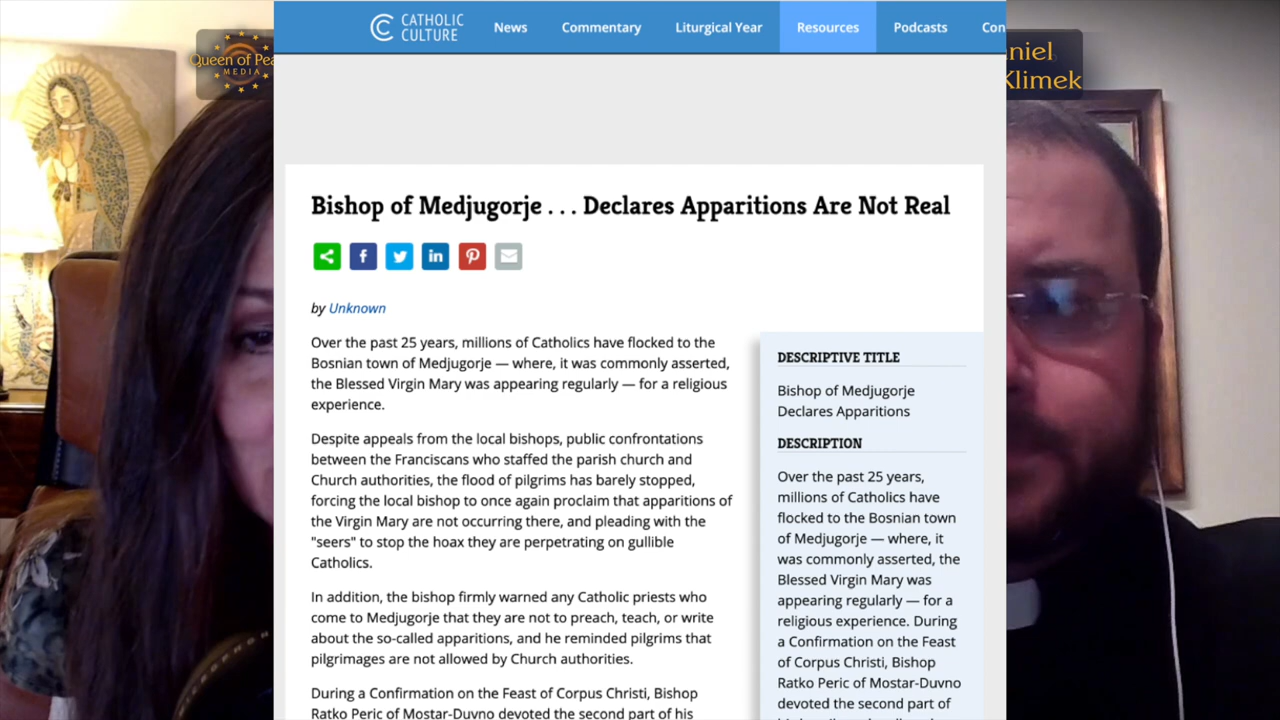 CATHOLIC
CULTURE
News
Commentary
Liturgical Year
Resources
Podcasts
Con
Queen of Pea
MEDIA
niel
Klimek
Bishop of Medjugorje . . . Declares Apparitions Are Not Real
by Unknown
Over the past 25 years, millions of Catholics have flocked to the
Bosnian town of Medjugorje — where, it was commonly asserted,
the Blessed Virgin Mary was appearing regularly — for a religious
experience.
Despite appeals from the local bishops, public confrontations
between the Franciscans who staffed the parish church and
Church authorities, the flood of pilgrims has barely stopped,
forcing the local bishop to once again proclaim that apparitions of
the Virgin Mary are not occurring there, and pleading with the
"seers" to stop the hoax they are perpetrating on gullible
Catholics.
In addition, the bishop firmly warned any Catholic priests who
come to Medjugorje that they are not to preach, teach, or write
about the so-called apparitions, and he reminded pilgrims that
pilgrimages are not allowed by Church authorities.
During a Confirmation on the Feast of Corpus Christi, Bishop
Ratko Peric of Mostar-Duvno devoted the second part of his
DESCRIPTIVE TITLE
Bishop of Medjugorje
Declares Apparitions
DESCRIPTION
Over the past 25 years,
millions of Catholics have
flocked to the Bosnian town
of Medjugorje — where, it
was commonly asserted, the
Blessed Virgin Mary was
appearing regularly — for a
religious experience. During
a Confirmation on the Feast
of Corpus Christi, Bishop
Ratko Peric of Mostar-Duvno
devoted the second part of